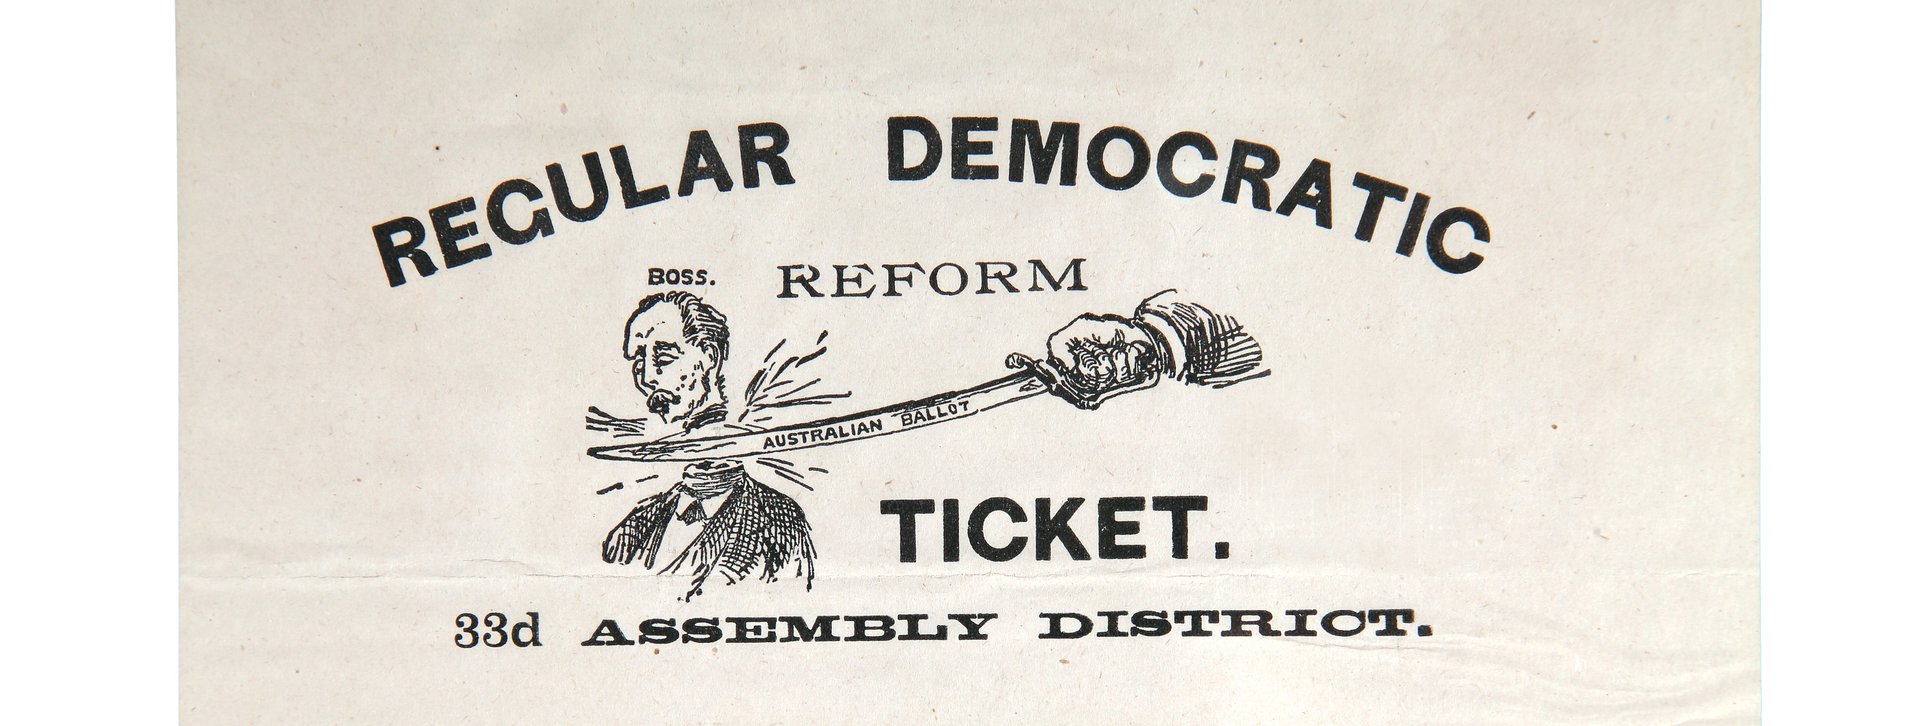 REGULAR DEMOCRATIC
BOSS.
REFORM
AUSTRALIAN BALLOT
TICKET.
33d ASSEMBLY DISTRICT.